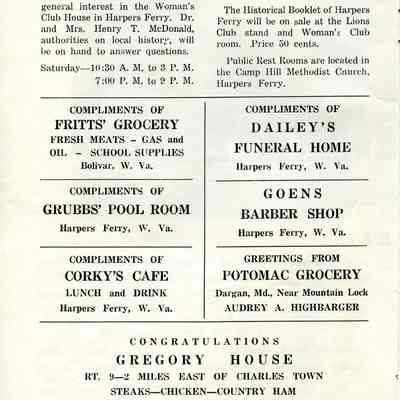 general interest in the Woman's
Club House in Harpers Ferry. Dr.
and Mrs. Henry T. McDonald,
authorities on local history, will
be on hand to answer questions.
Saturday—10:30 A. M. to 3 P. M.
7:00 P. M. to 9 P. M.
The Historical Booklet of Harpers
Ferry will be on sale at the Lions
Club stand and Woman's Club
room. Price 50 cents.
Public Rest Rooms are located in
the Camp Hill Methodist Church,
Harpers Ferry.
COMPLIMENTS OF
FRITTS' GROCERY
FRESH MEATS – GAS and
OIL – SCHOOL SUPPLIES
Bolivar, W. Va.
COMPLIMENTS OF
DAILEY'S
FUNERAL HOME
Harpers Ferry, W. Va.
COMPLIMENTS OF
GRUBBS' POOL ROOM
Harpers Ferry, W. Va.
GOENS
BARBER SHOP
Harpers Ferry, W. Va.
COMPLIMENTS OF
CORKY'S CAFE
LUNCH and DRINK
Harpers Ferry, W. Va.
GREETINGS FROM
POTOMAC GROCERY
Dargan, Md., Near Mountain Lock
AUDREY A. HIGHBARGER
CONGRATULATIONS
GREGORY HOUSE
RT. 9—2 MILES EAST OF CHARLES TOWN
STEAKS—CHICKEN—COUNTRY HAM